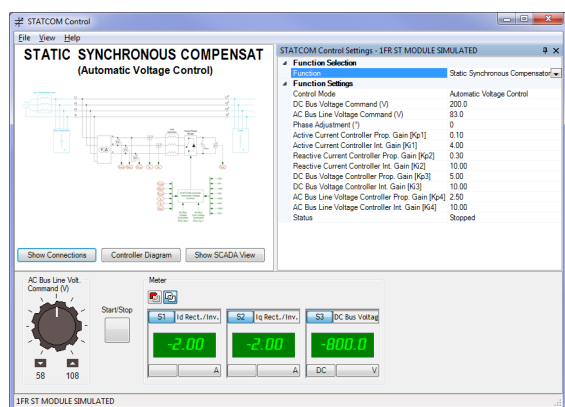 STATCOM Control
File View Help
STATIC SYNCHRONOUS COMPENSAT
(Automatic Voltage Control)
Show Connections
Controller Diagram
Show SCADA View
STATCOM Control Settings - 1FR ST MODULE SIMULATED
Function Selection
Function Static Synchronous Compensator
Function Settings
Control Mode Automatic Voltage Control
DC Bus Voltage Command (V) 200.0
AC Bus Line Voltage Command (V) 83.0
Phase Adjustment (°) 0
Active Current Controller Prop. Gain [Kp1] 0.10
Active Current Controller Int. Gain [Ki1] 4.00
Reactive Current Controller Prop. Gain [Kp2] 0.30
Reactive Current Controller Int. Gain [Ki2] 10.00
DC Bus Voltage Controller Prop. Gain [Kp3] 5.00
DC Bus Voltage Controller Int. Gain [Ki3] 10.00
AC Bus Line Voltage Controller Prop. Gain [Kp4] 2.50
AC Bus Line Voltage Controller Int. Gain [Ki4] 10.00
Status Stopped
AC Bus Line Volt.
Command (V)
58 108
Start/Stop
Meter
S1 Id Rect./Inv.
-2.00
A
S2 Iq Rect./Inv.
-2.00
A
S3 DC Bus Voltag
-800.0
DC V
1FR ST MODULE SIMULATED